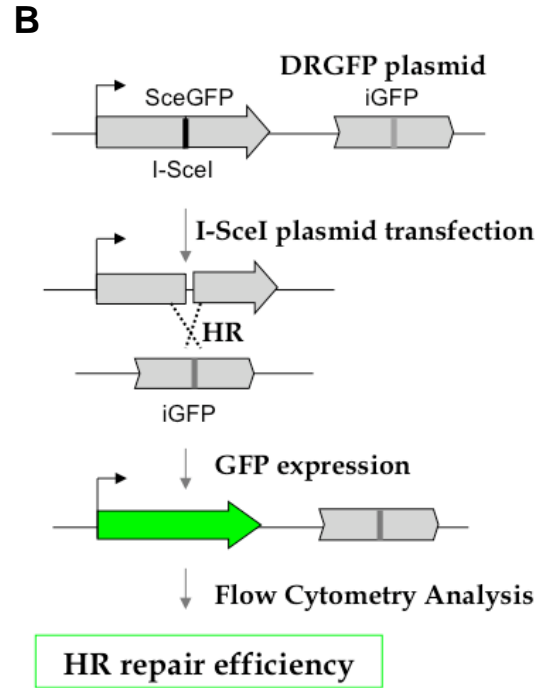 B
DRGFP plasmid
SceGFP
iGFP
I-SceI
I-SceI plasmid transfection
HR
iGFP
GFP expression
Flow Cytometry Analysis
HR repair efficiency